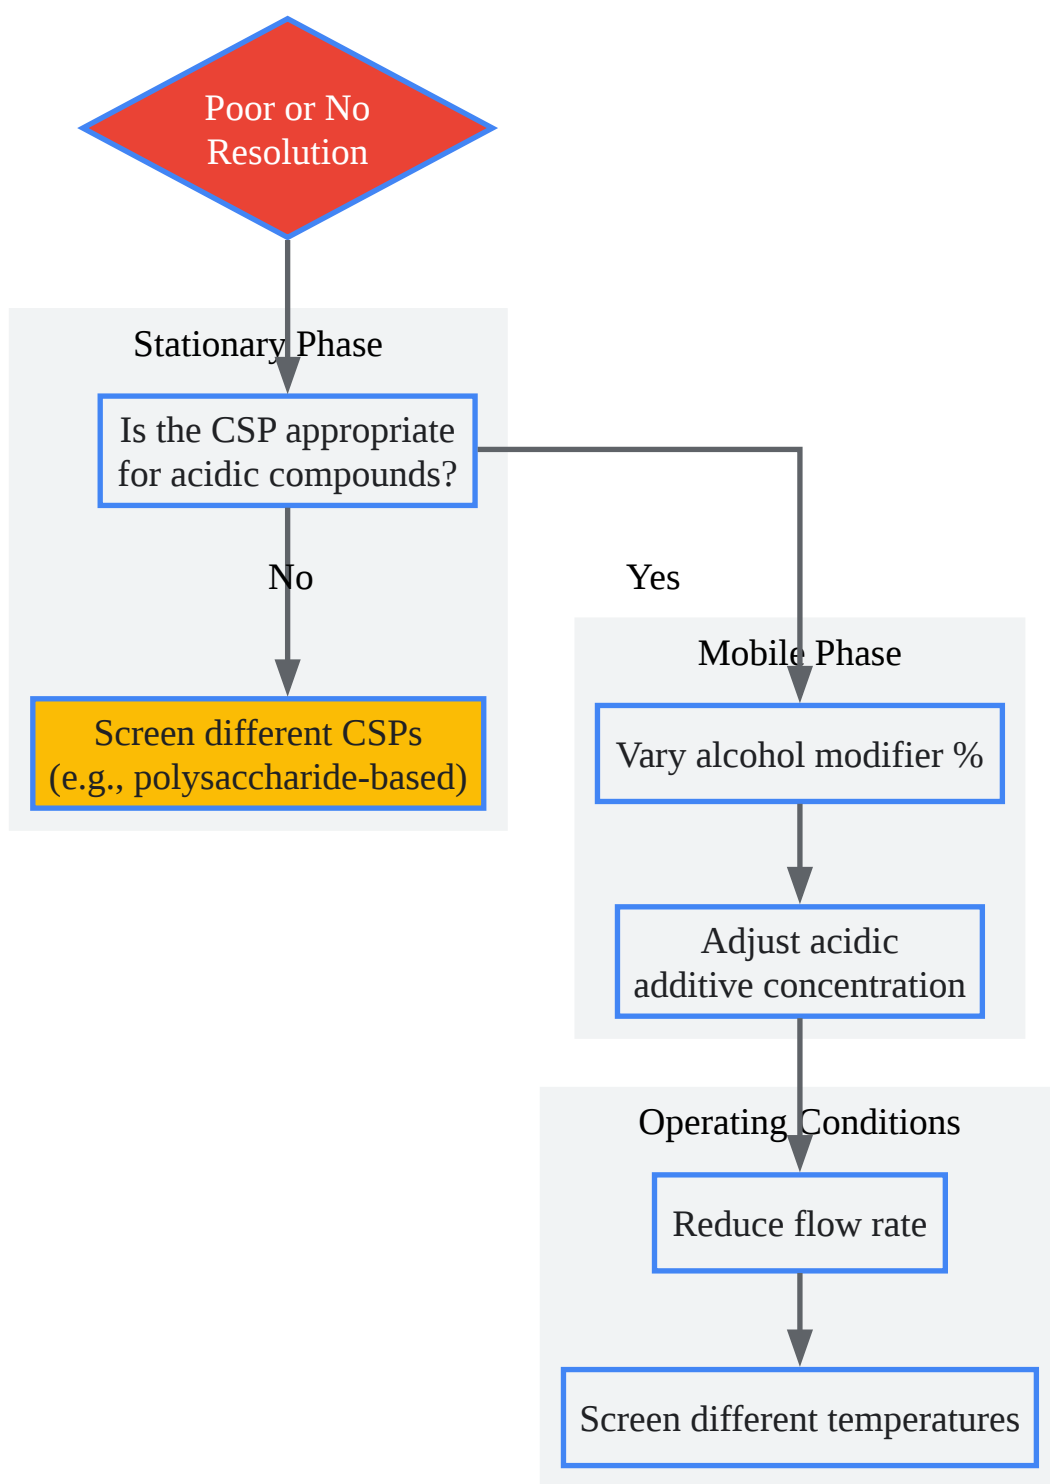 Poor or No
Resolution
Stationary Phase
Is the CSP appropriate
for acidic compounds?
No
Yes
Screen different CSPs
(e.g., polysaccharide-based)
Mobile Phase
Vary alcohol modifier %
Adjust acidic
additive concentration
Operating Conditions
Reduce flow rate
Screen different temperatures